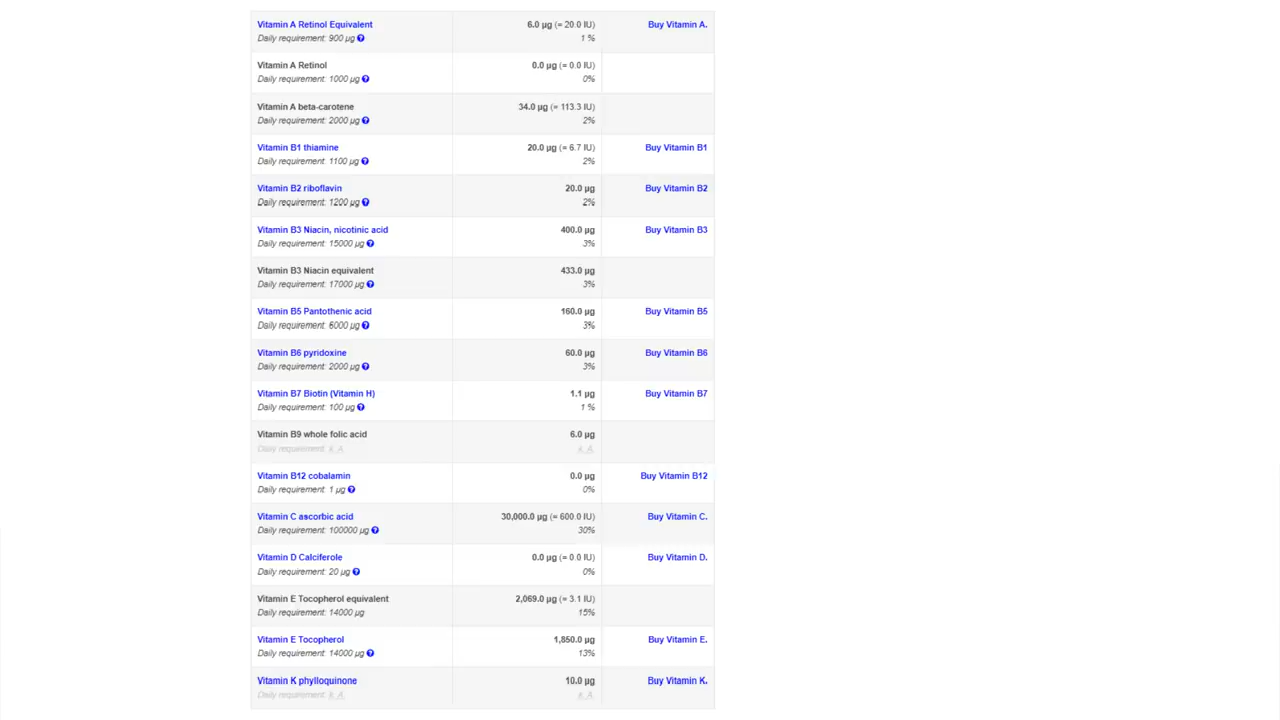 Vitamin A Retinol Equivalent 6.0 µg (= 20.0 IU) Buy Vitamin A.
Daily requirement: 900 µg 1 %
Vitamin A Retinol 0.0 µg (= 0.0 IU)
Daily requirement: 1000 µg 0%
Vitamin A beta-carotene 34.0 µg (= 113.3 IU)
Daily requirement: 2000 µg 2%
Vitamin B1 thiamine 20.0 µg (= 6.7 IU) Buy Vitamin B1
Daily requirement: 1100 µg 2%
Vitamin B2 riboflavin 20.0 µg Buy Vitamin B2
Daily requirement: 1200 µg 2%
Vitamin B3 Niacin, nicotinic acid 400.0 µg Buy Vitamin B3
Daily requirement: 15000 µg 3%
Vitamin B3 Niacin equivalent 433.0 µg
Daily requirement: 17000 µg 3%
Vitamin B5 Pantothenic acid 160.0 µg Buy Vitamin B5
Daily requirement: 6000 µg 3%
Vitamin B6 pyridoxine 60.0 µg Buy Vitamin B6
Daily requirement: 2000 µg 3%
Vitamin B7 Biotin (Vitamin H) 1.1 µg Buy Vitamin B7
Daily requirement: 100 µg 1 %
Vitamin B9 whole folic acid 6.0 µg
Daily requirement: k. A. k. A.
Vitamin B12 cobalamin 0.0 µg Buy Vitamin B12
Daily requirement: 1 µg 0%
Vitamin C ascorbic acid 30,000.0 µg (= 600.0 IU) Buy Vitamin C.
Daily requirement: 100000 µg 30%
Vitamin D Calciferole 0.0 µg (= 0.0 IU) Buy Vitamin D.
Daily requirement: 20 µg 0%
Vitamin E Tocopherol equivalent 2,069.0 µg (= 3.1 IU)
Daily requirement: 14000 µg 15%
Vitamin E Tocopherol 1,850.0 µg Buy Vitamin E.
Daily requirement: 14000 µg 13%
Vitamin K phylloquinone 10.0 µg Buy Vitamin K.
Daily requirement: k. A. k. A.